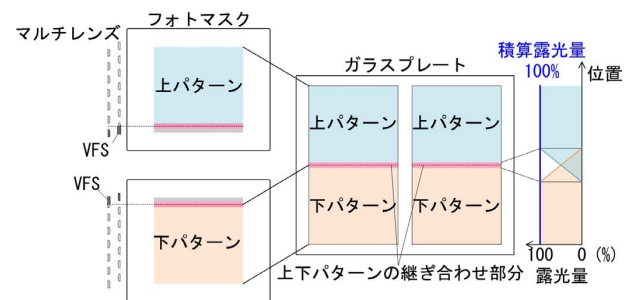 フォトマスク
マルチレンズ
上パターン
VFS
VFS
下パターン
ガラスプレート
上パターン
上パターン
下パターン
下パターン
上下パターンの継ぎ合わせ部分
積算露光量
100%
位置
100
0
(%)
露光量